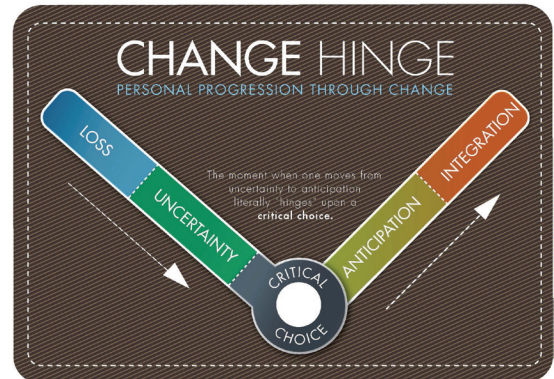 CHANGE HINGE
PERSONAL PROGRESSION THROUGH CHANGE
LOSS
UNCERTAINTY
The moment when one moves from
uncertainty to anticipation
literally "hinges" upon a
critical choice.
CRITICAL
CHOICE
ANTICIPATION
INTEGRATION